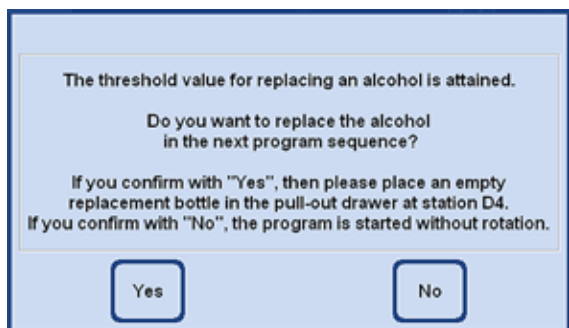 The threshold value for replacing an alcohol is attained.
Do you want to replace the alcohol
in the next program sequence?
If you confirm with "Yes", then please place an empty
replacement bottle in the pull-out drawer at station D4.
If you confirm with "No", the program is started without rotation.
Yes
No